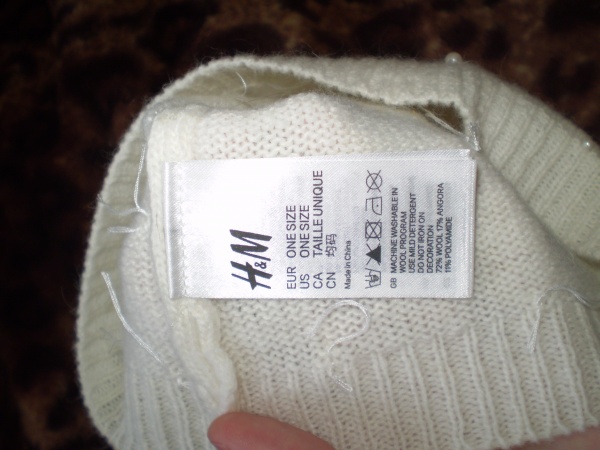 H&M
EUR ONE SIZE
US ONE SIZE
CA TAILLE UNIQUE
CN 均码
Made in China
GB MACHINE WASHABLE IN
WOOL PROGRAM
USE MILD DETERGENT
DO NOT IRON ON
DECORATION
72% WOOL 17% ANGORA
11% POLYAMIDE